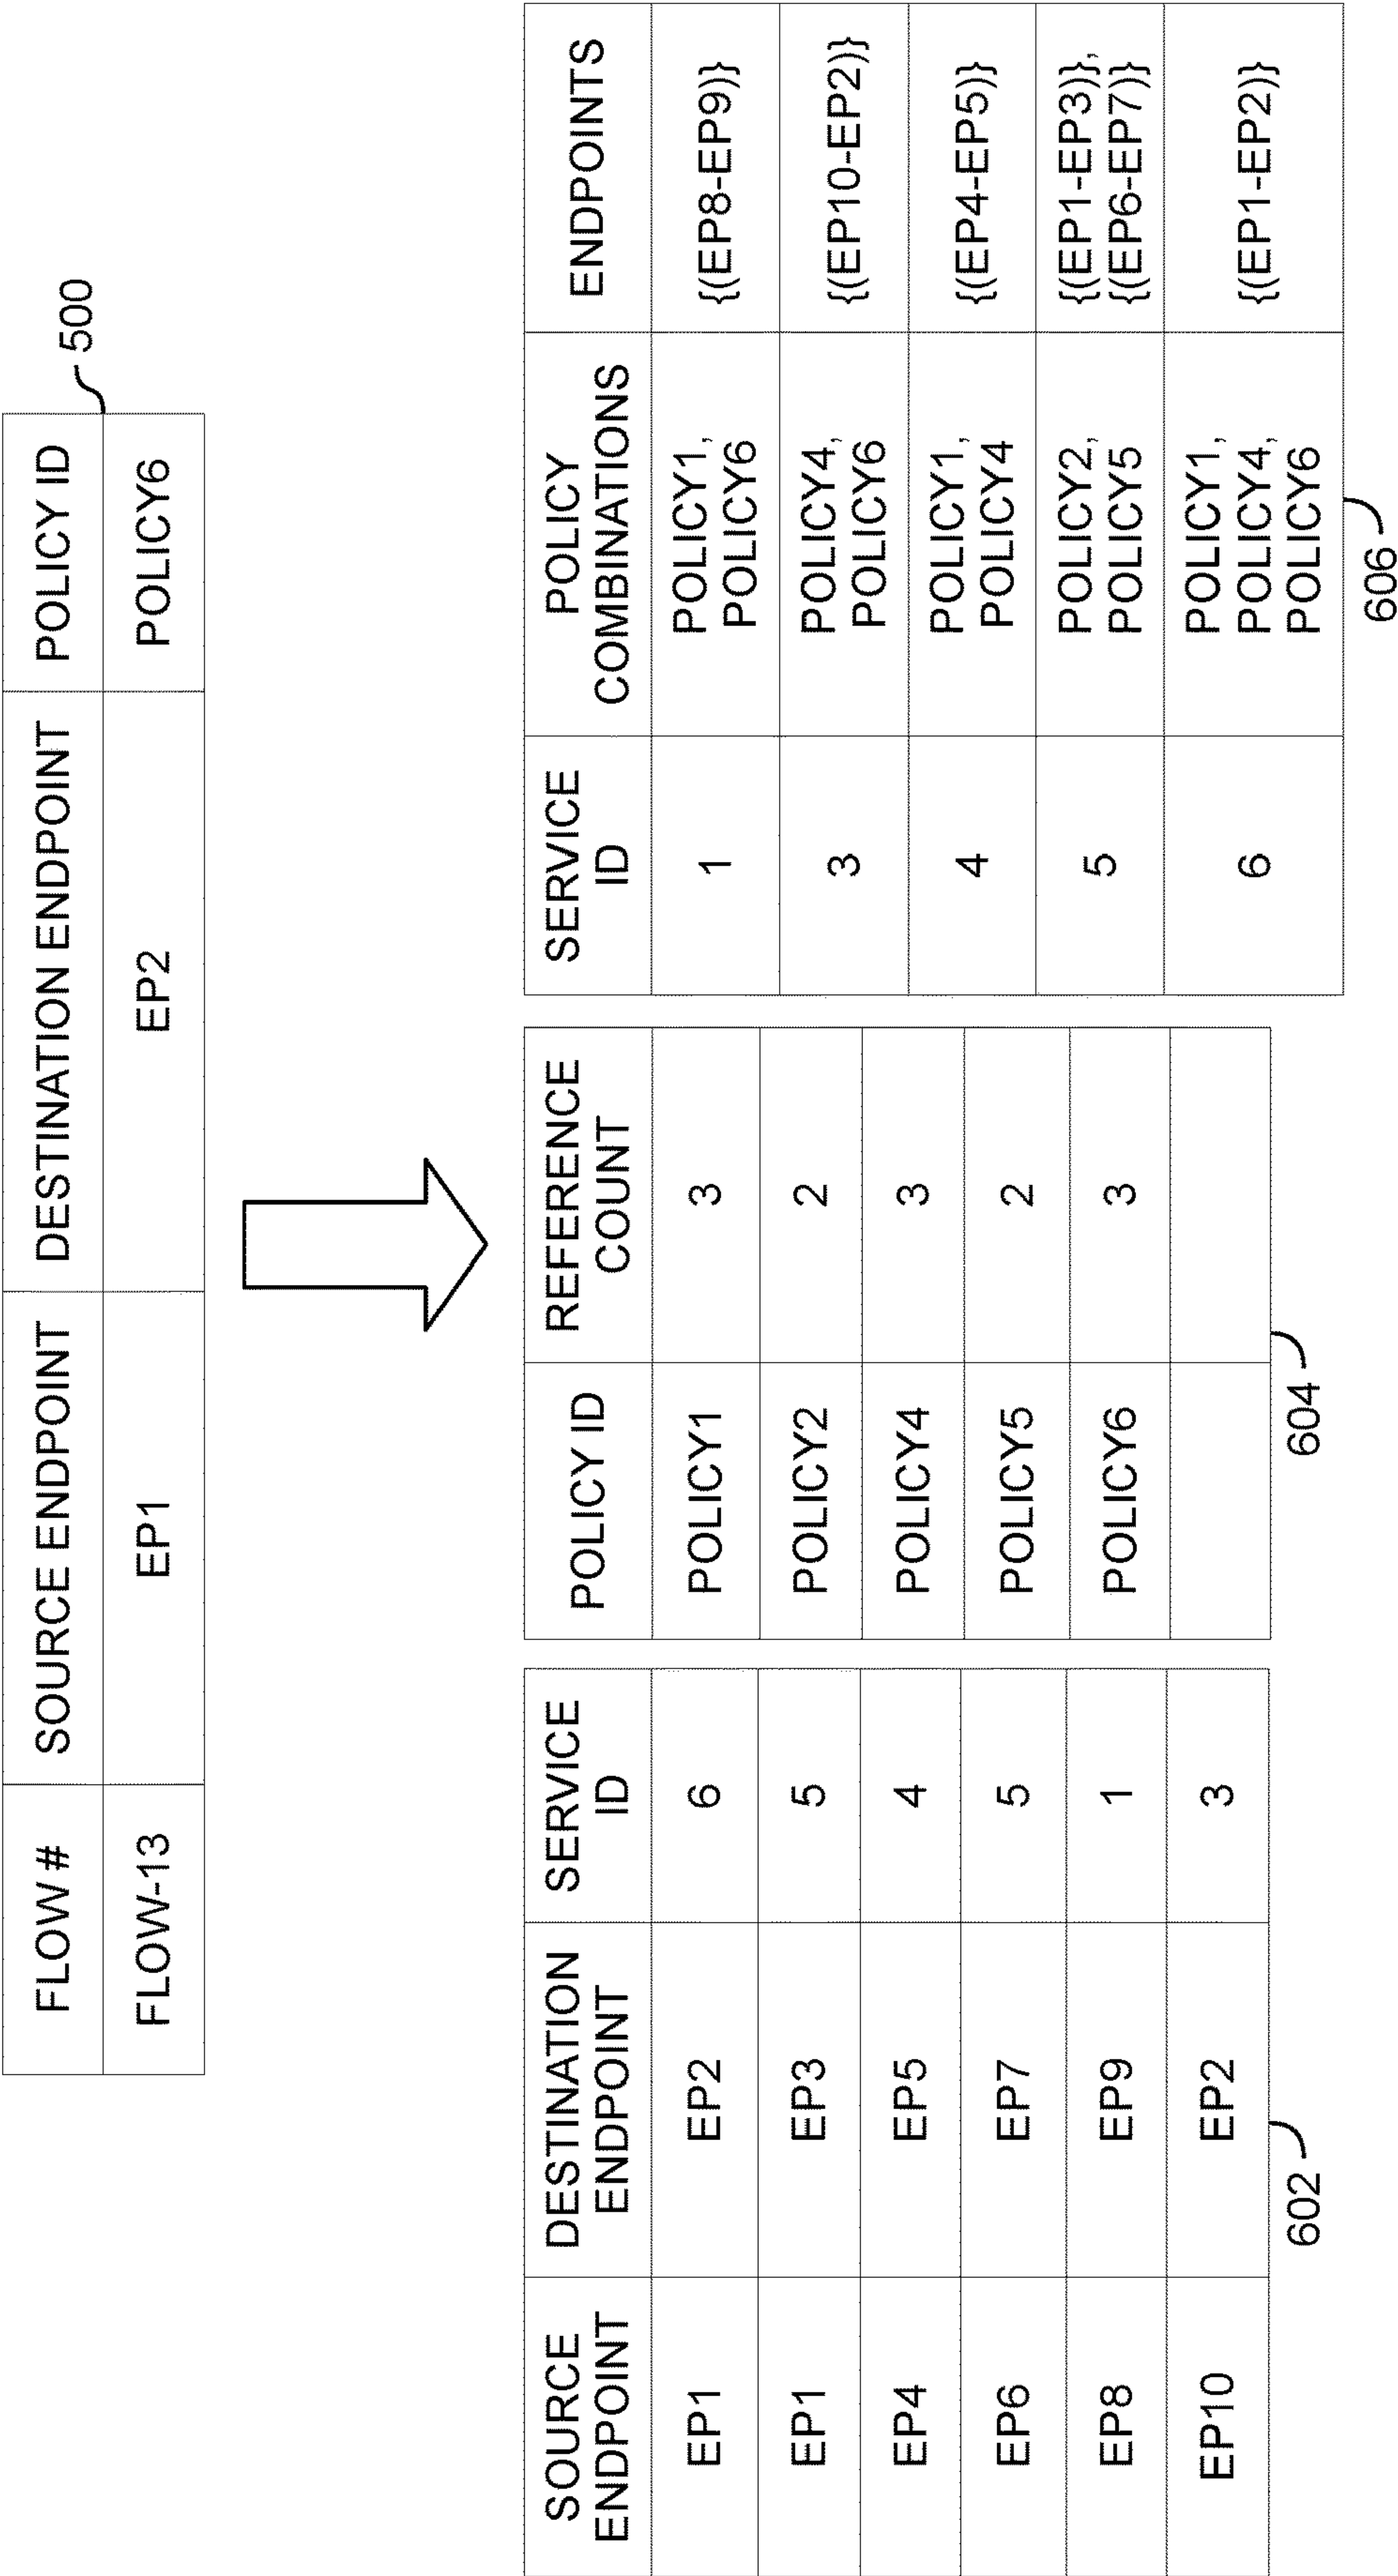 FLOW # SOURCE ENDPOINT DESTINATION ENDPOINT POLICY ID
FLOW-13 EP1 EP2 POLICY6
500
SOURCE
ENDPOINT
DESTINATION
ENDPOINT
SERVICE
ID
EP1 EP2 6
EP1 EP3 5
EP4 EP5 4
EP6 EP7 5
EP8 EP9 1
EP10 EP2 3
602
POLICY ID
REFERENCE
COUNT
POLICY1 3
POLICY2 2
POLICY4 3
POLICY5 2
POLICY6 3
604
SERVICE
ID
POLICY
COMBINATIONS
ENDPOINTS
1
POLICY1,
POLICY6
{(EP8-EP9)}
3
POLICY4,
POLICY6
{(EP10-EP2)}
4
POLICY1,
POLICY4
{(EP4-EP5)}
5
POLICY2,
POLICY5
{(EP1-EP3)},
{(EP6-EP7)}
6
POLICY1,
POLICY4,
POLICY6
{(EP1-EP2)}
606